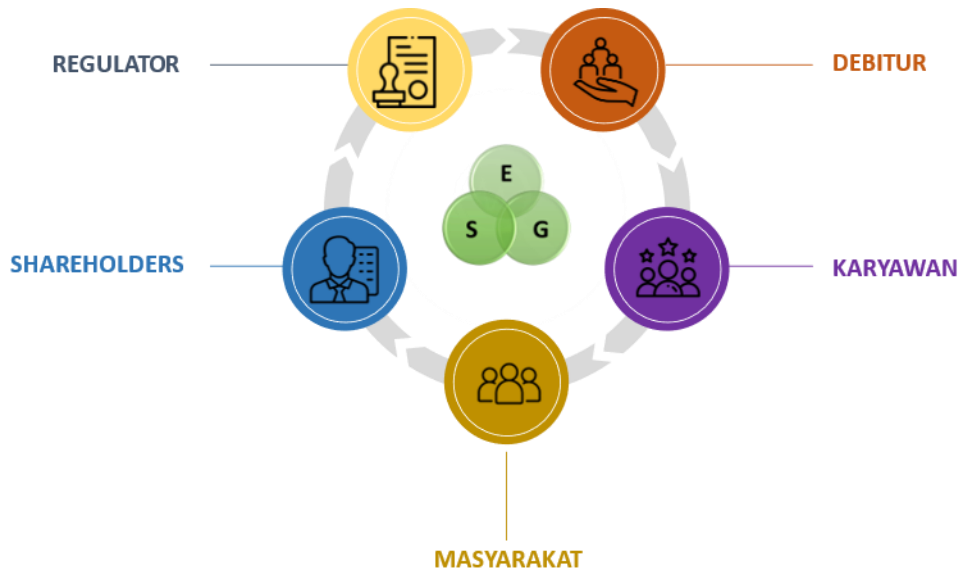 REGULATOR
DEBITUR
E
S G
SHAREHOLDERS
KARYAWAN
MASYARAKAT